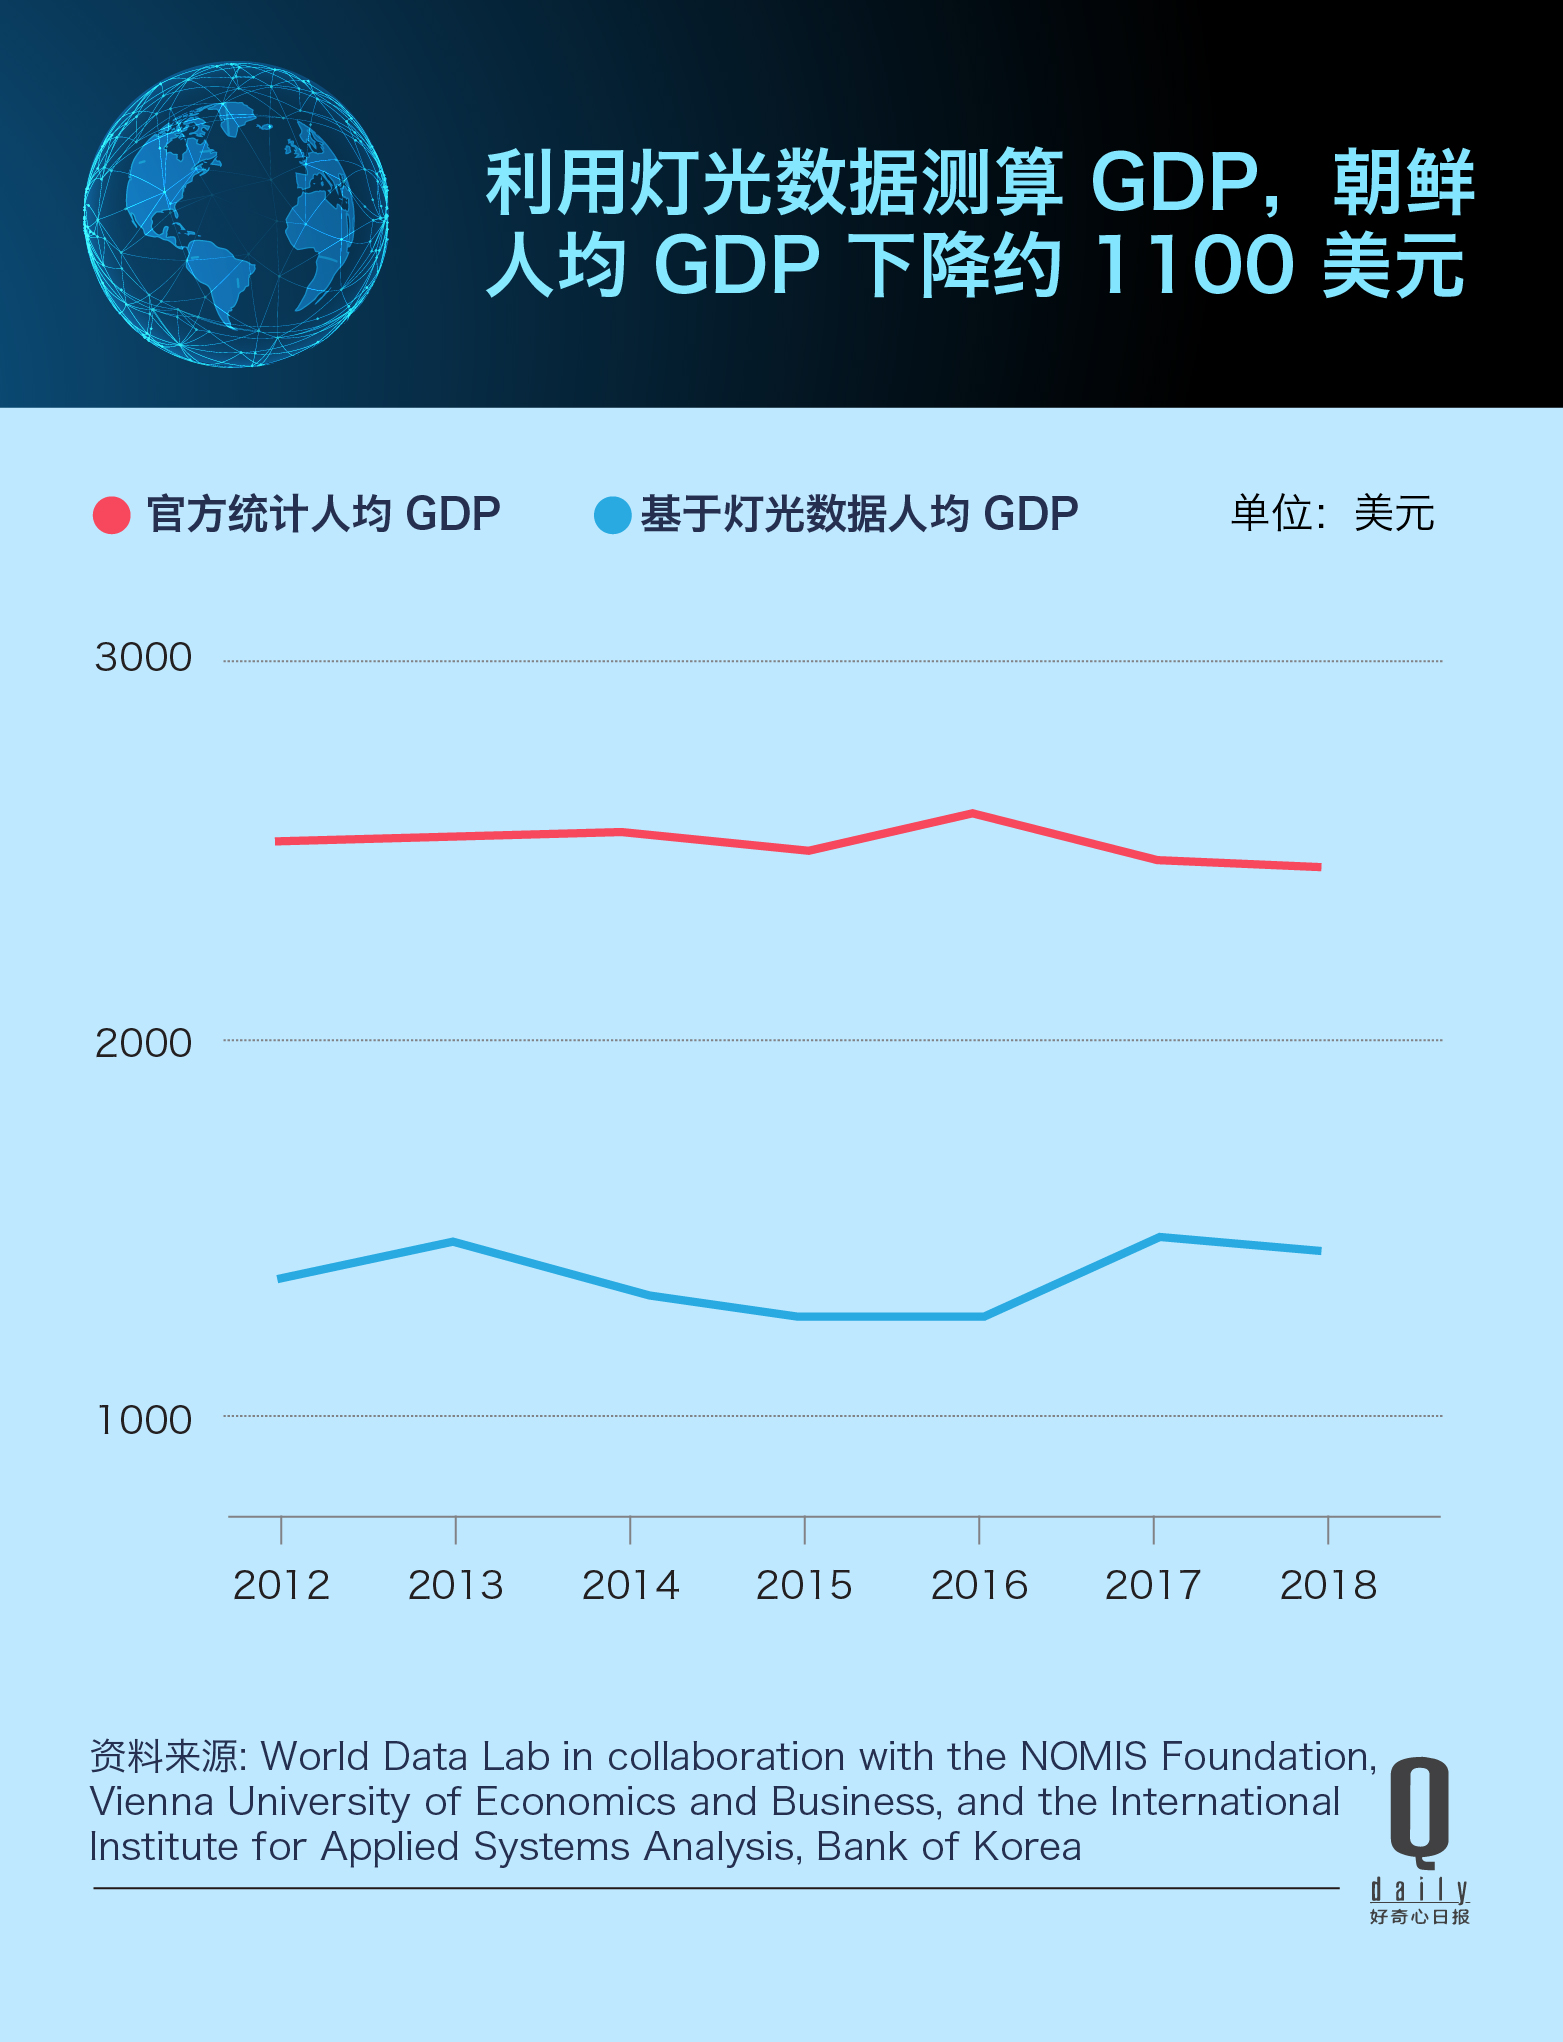 利用灯光数据测算 GDP，朝鲜
人均 GDP 下降约 1100 美元
官方统计人均 GDP
基于灯光数据人均 GDP
单位：美元
3000
2000
1000
2012 2013 2014 2015 2016 2017 2018
资料来源: World Data Lab in collaboration with the NOMIS Foundation,
Vienna University of Economics and Business, and the International
Institute for Applied Systems Analysis, Bank of Korea
Q
daily
好奇心日报